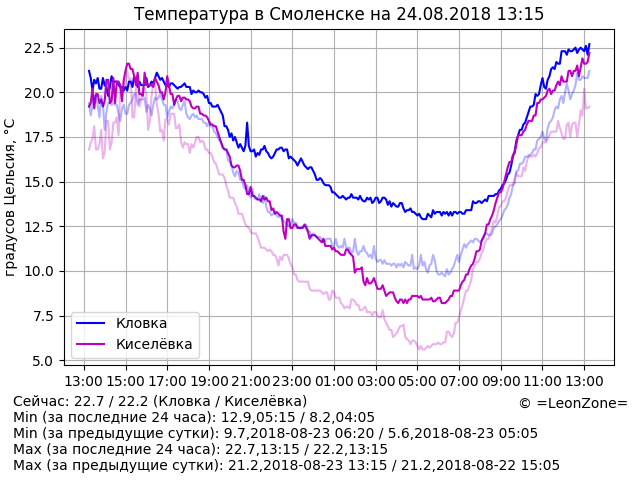 Температура в Смоленске на 24.08.2018 13:15
градусов Цельсия, °C
22.5
20.0
17.5
15.0
12.5
10.0
7.5
5.0
Кловка
Киселёвка
13:00 15:00 17:00 19:00 21:00 23:00 01:00 03:00 05:00 07:00 09:00 11:00 13:00
Сейчас: 22.7 / 22.2 (Кловка / Киселёвка)
© =LeonZone=
Min (за последние 24 часа): 12.9,05:15 / 8.2,04:05
Min (за предыдущие сутки): 9.7,2018-08-23 06:20 / 5.6,2018-08-23 05:05
Max (за последние 24 часа): 22.7,13:15 / 22.2,13:15
Max (за предыдущие сутки): 21.2,2018-08-23 13:15 / 21.2,2018-08-22 15:05